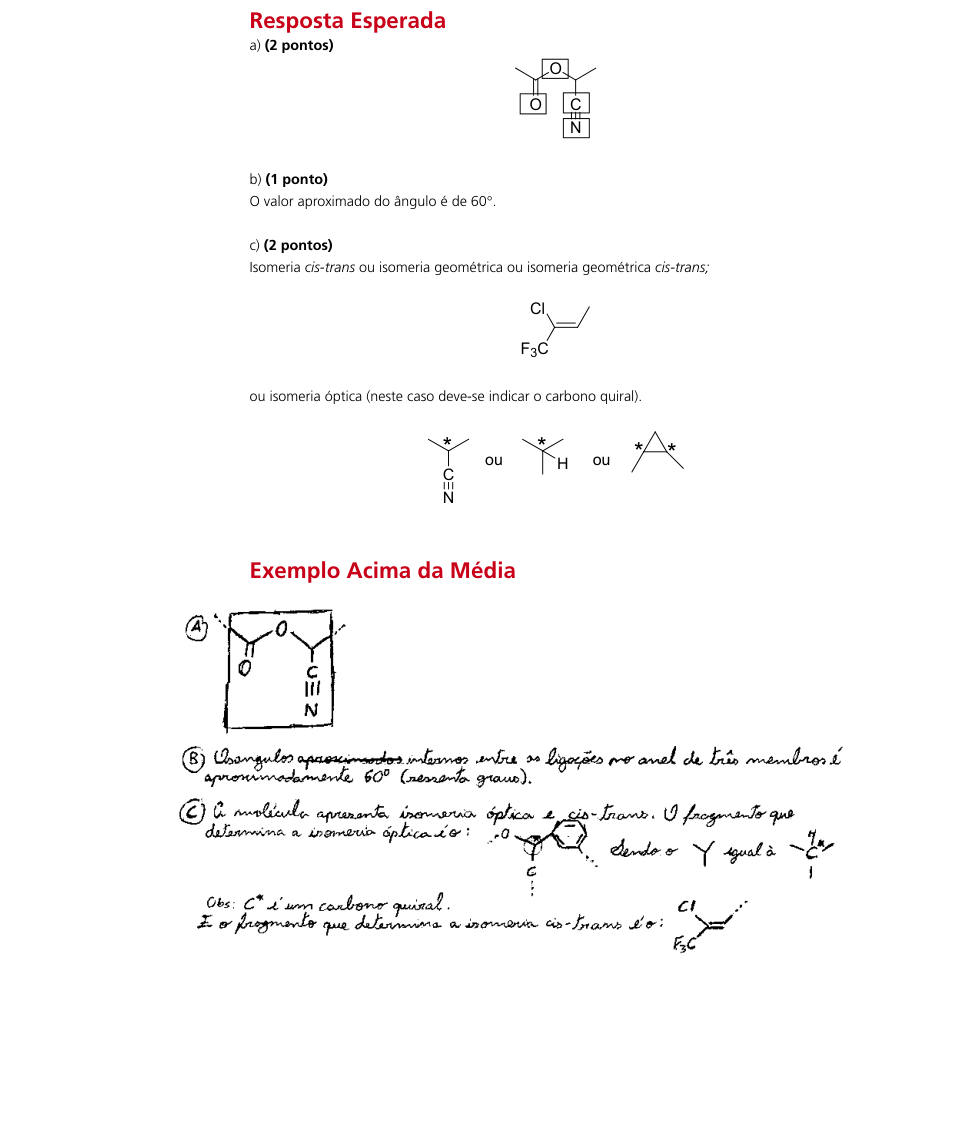 Resposta Esperada
a) (2 pontos)
O
O C
N
b) (1 ponto)
O valor aproximado do ângulo é de 60°.
c) (2 pontos)
Isomeria cis-trans ou isomeria geométrica ou isomeria geométrica cis-trans;
Cl
F₃C
ou isomeria óptica (neste caso deve-se indicar o carbono quiral).
* * * *
ou H ou
C
N
Exemplo Acima da Média
A
O
O C
N
B Os angulos aproximados internos entre as ligações no anel de três membros é
aproximadamente 60° (sessenta graus).
C A molécula apresenta isomeria óptica e cis-trans. O fragmento que
determina a isomeria óptica é o: O C Sendo o Y igual à H C*
Obs: C* é um carbono quiral.
E o fragmento que determina a isomeria cis-trans é o: Cl
F₃C